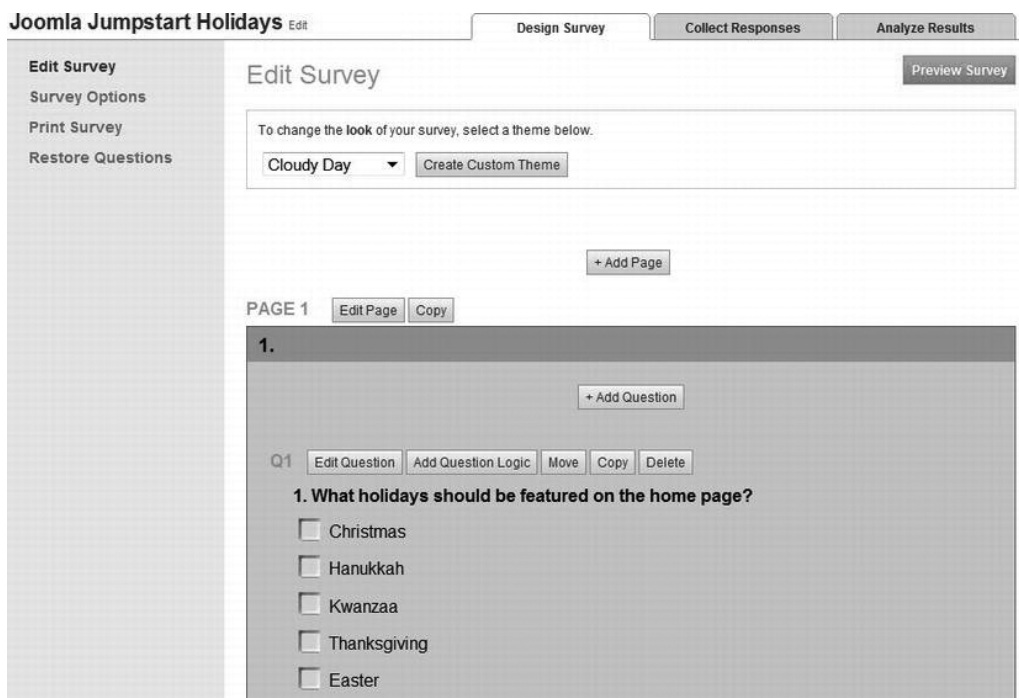 Joomla Jumpstart Holidays Edit
Design Survey
Collect Responses
Analyze Results
Edit Survey
Survey Options
Print Survey
Restore Questions
Edit Survey
Preview Survey
To change the look of your survey, select a theme below.
Cloudy Day
Create Custom Theme
+ Add Page
PAGE 1 Edit Page Copy
1.
+ Add Question
Q1 Edit Question Add Question Logic Move Copy Delete
1. What holidays should be featured on the home page?
Christmas
Hanukkah
Kwanzaa
Thanksgiving
Easter